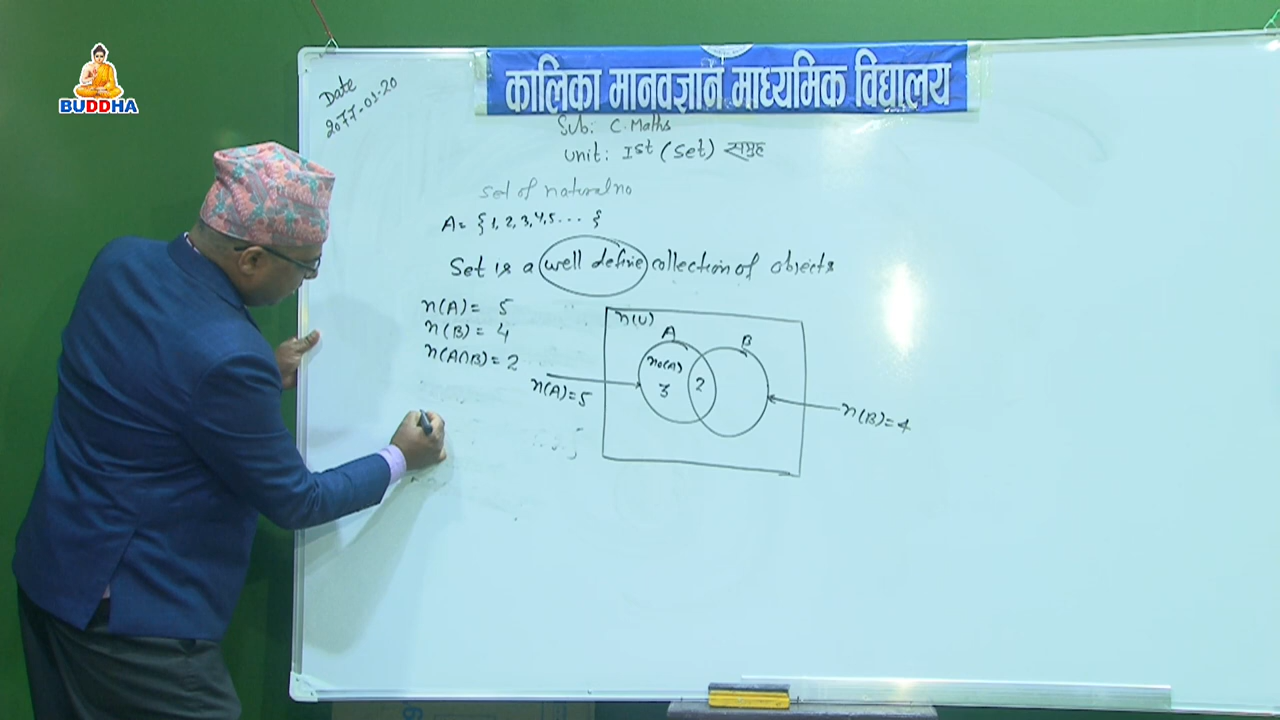 BUDDHA
कालिका मानवज्ञान माध्यमिक विद्यालय
Date
2077-03-20
Sub: C. Maths
Unit: Ist (Set) समुह
set of natural no
A= {1, 2, 3, 4, 5 ... }
Set is a well define collection of objects
n(A) = 5
n(B) = 4
n(A∩B) = 2
n(U)
A
B
no(A)
3
2
n(A)=5
n(B)=4